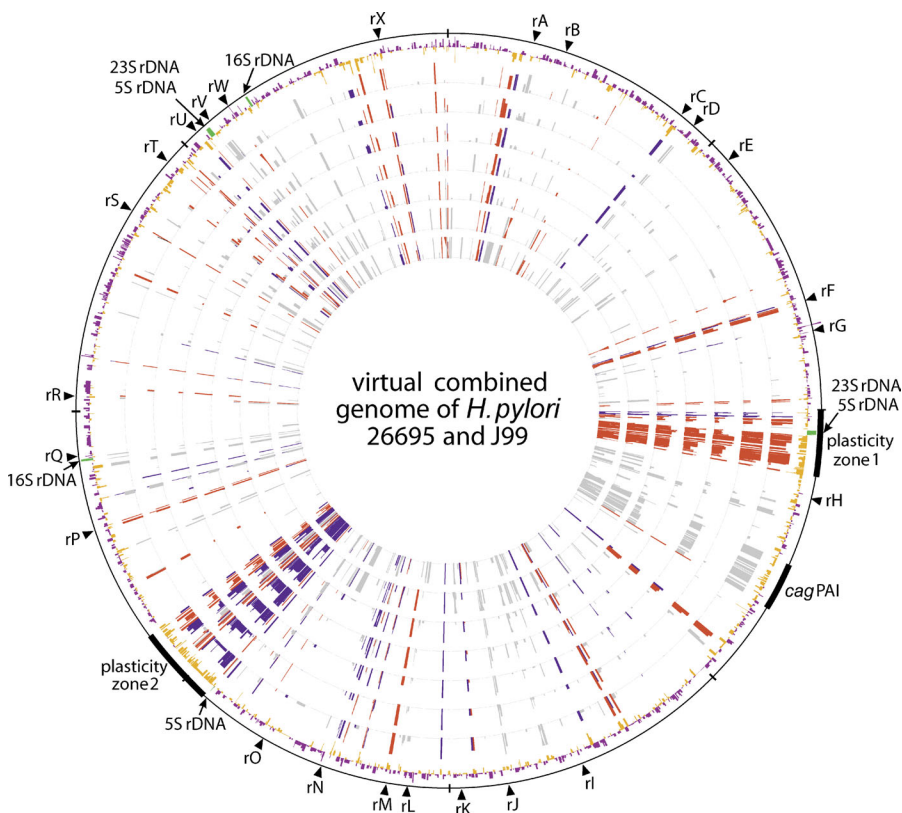 rX
rA
rB
16S rDNA
23S rDNA
5S rDNA
rW
rV
rU
rT
rC
rD
rE
rS
rF
rG
virtual combined
genome of H. pylori
26695 and J99
rR
23S rDNA
5S rDNA
plasticity
zone 1
rQ
16S rDNA
rH
rP
cag PAI
plasticity
zone 2
5S rDNA
rO
rN
rM
rL
rK
rJ
rI